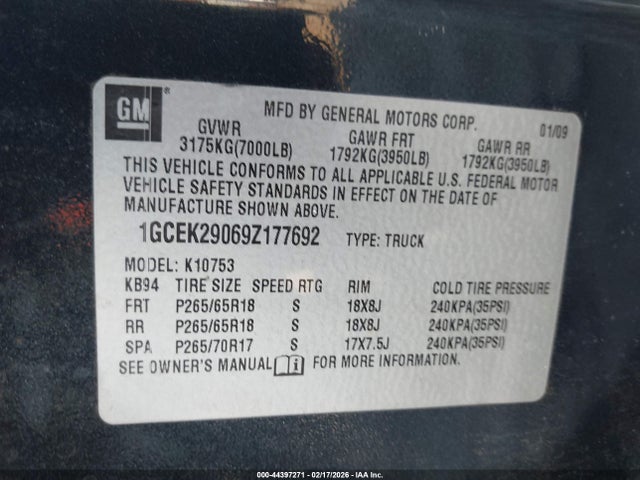 GM®
MFD BY GENERAL MOTORS CORP. 01/09
GVWR GAWR FRT GAWR RR
3175KG(7000LB) 1792KG(3950LB) 1792KG(3950LB)
THIS VEHICLE CONFORMS TO ALL APPLICABLE U.S. FEDERAL MOTOR
VEHICLE SAFETY STANDARDS IN EFFECT ON THE DATE OF
MANUFACTURE SHOWN ABOVE.
1GCEK29069Z177692 TYPE: TRUCK
MODEL: K10753
KB94 TIRE SIZE SPEED RTG RIM COLD TIRE PRESSURE
FRT P265/65R18 S 18X8J 240KPA(35PSI)
RR P265/65R18 S 18X8J 240KPA(35PSI)
SPA P265/70R17 S 17X7.5J 240KPA(35PSI)
SEE OWNER'S MANUAL i FOR MORE INFORMATION.
000-44397271 - 02/17/2026 - IAA Inc.